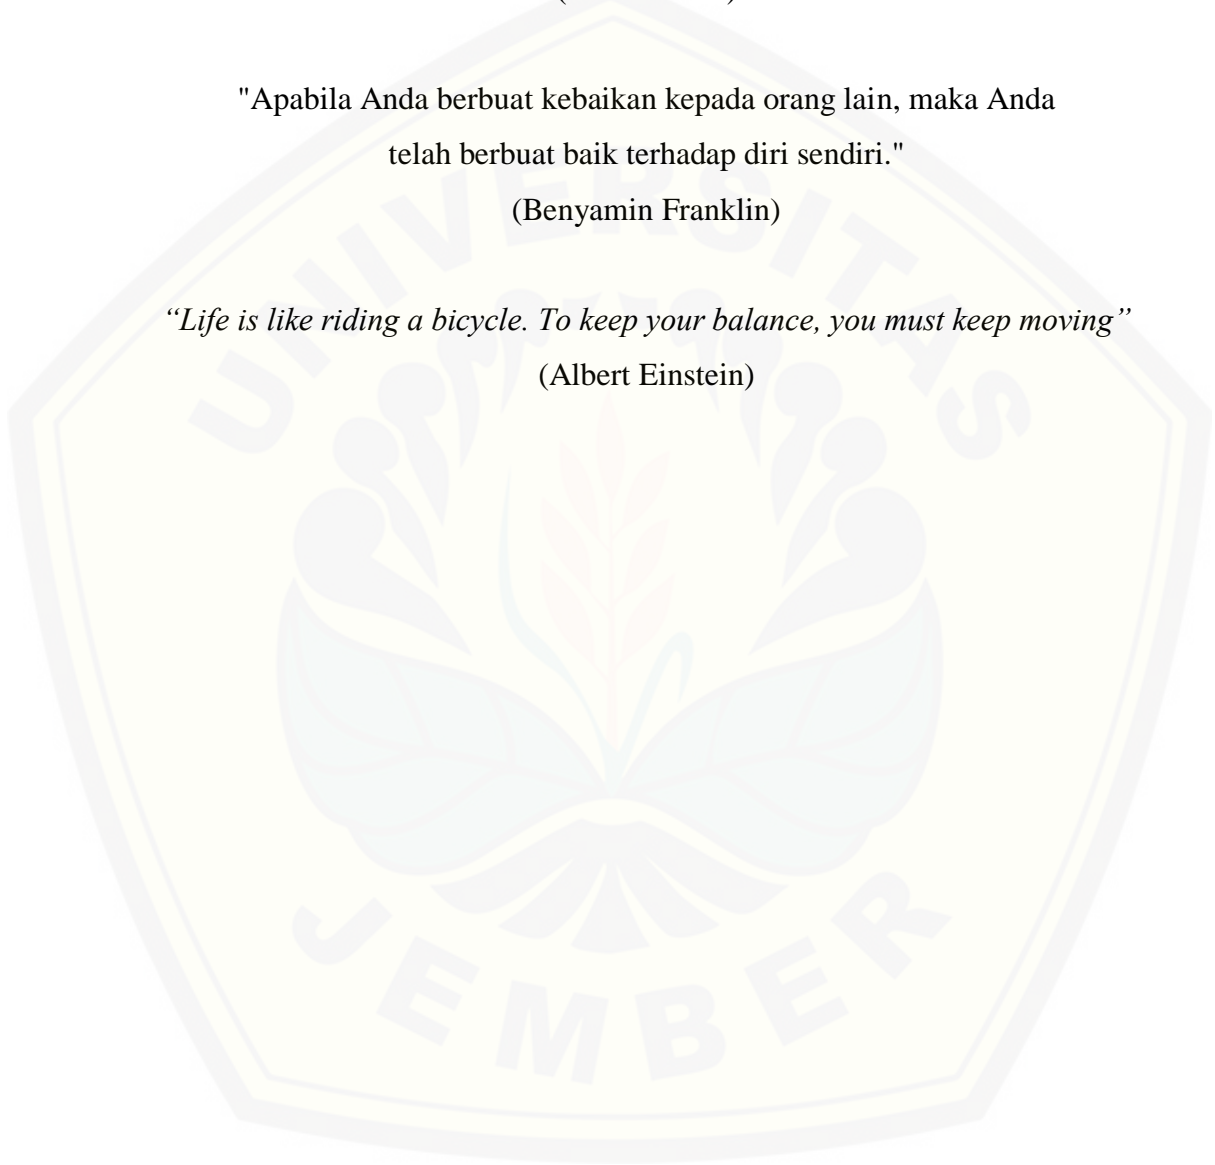 "Apabila Anda berbuat kebaikan kepada orang lain, maka Anda
telah berbuat baik terhadap diri sendiri."
(Benyamin Franklin)
“Life is like riding a bicycle. To keep your balance, you must keep moving”
(Albert Einstein)
UNIVERSITAS
JEMBER